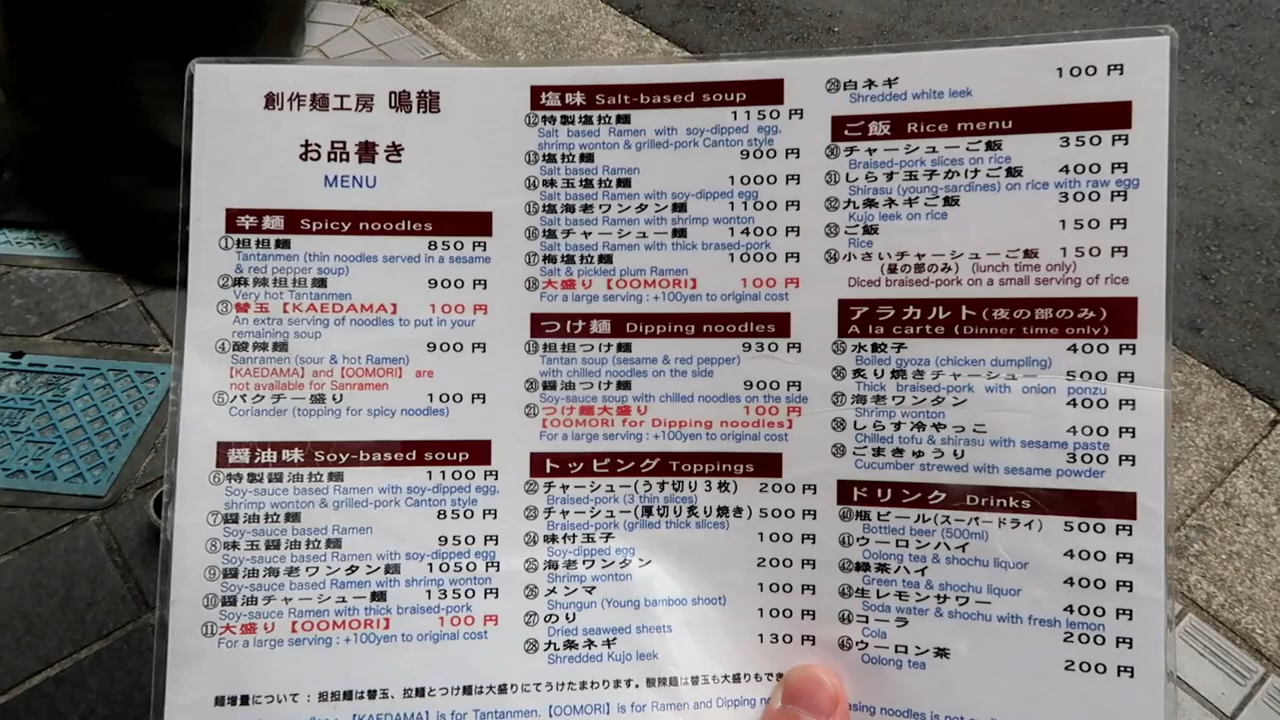 創作麺工房 鳴龍
お品書き
MENU
辛麺 Spicy noodles
①担担麺 850円
Tantanmen (thin noodles served in a sesame
& red pepper soup)
②麻辣担担麺 900円
Very hot Tantanmen
③替玉【KAEDAMA】 100円
An extra serving of noodles to put in your
remaining soup
④酸辣麺 900円
Sanramen (sour & hot Ramen)
【KAEDAMA】 and 【OOMORI】 are
not available for Sanramen
⑤パクチー盛り 100円
Coriander (topping for spicy noodles)
醤油味 Soy-based soup
⑥特製醤油拉麺 1100円
Soy-sauce based Ramen with soy-dipped egg,
shrimp wonton & grilled-pork Canton style
⑦醤油拉麺 850円
Soy-sauce based Ramen
⑧味玉醤油拉麺 950円
Soy-sauce based Ramen with soy-dipped egg
⑨醤油海老ワンタン麺 1050円
Soy-sauce based Ramen with shrimp wonton
⑩醤油チャーシュー麺 1350円
Soy-sauce Ramen with thick braised-pork
⑪大盛り【OOMORI】 100円
For a large serving : +100yen to original cost
塩味 Salt-based soup
⑫特製塩拉麺 1150円
Salt based Ramen with soy-dipped egg,
shrimp wonton & grilled-pork Canton style
⑬塩拉麺 900円
Salt based Ramen
⑭味玉塩拉麺 1000円
Salt based Ramen with soy-dipped egg
⑮塩海老ワンタン麺 1100円
Salt based Ramen with shrimp wonton
⑯塩チャーシュー麺 1400円
Salt based Ramen with thick brased-pork
⑰梅塩拉麺 1000円
Salt & pickled plum Ramen
⑱大盛り【OOMORI】 100円
For a large serving : +100yen to original cost
つけ麺 Dipping noodles
⑲担担つけ麺 930円
Tantan soup (sesame & red pepper)
with chilled noodles on the side
⑳醤油つけ麺 900円
Soy-sauce soup with chilled noodles on the side
㉑つけ麺大盛り 100円
【OOMORI for Dipping noodles】
For a large serving : +100yen to original cost
トッピング Toppings
㉒チャーシュー(うす切り3枚) 200円
Braised-pork (3 thin slices)
㉓チャーシュー(厚切り炙り焼き) 500円
Braised-pork (grilled thick slices)
㉔味付玉子 100円
Soy-dipped egg
㉕海老ワンタン 200円
Shrimp wonton
㉖メンマ 100円
Shungun (Young bamboo shoot)
㉗のり 100円
Dried seaweed sheets
㉘九条ネギ 130円
Shredded Kujo leek
㉙白ネギ 100円
Shredded white leek
ご飯 Rice menu
㉚チャーシューご飯 350円
Braised-pork slices on rice
㉛しらす玉子かけご飯 400円
Shirasu (young-sardines) on rice with raw egg
㉜九条ネギご飯 300円
Kujo leek on rice
㉝ご飯 150円
Rice
㉞小さいチャーシューご飯 150円
(昼の部のみ) (lunch time only)
Diced braised-pork on a small serving of rice
アラカルト(夜の部のみ)
A la carte (Dinner time only)
㉟水餃子 400円
Boiled gyoza (chicken dumpling)
㊱炙り焼きチャーシュー 500円
Thick braised-pork with onion ponzu
㊲海老ワンタン 400円
Shrimp wonton
㊳しらす冷やっこ 400円
Chilled tofu & shirasu with sesame paste
㊴ごまきゅうり 300円
Cucumber strewed with sesame powder
ドリンク Drinks
㊵瓶ビール(スーパードライ) 500円
Bottled beer (500ml)
㊶ウーロンハイ 400円
Oolong tea & shochu liquor
㊷緑茶ハイ 400円
Green tea & shochu liquor
㊸生レモンサワー 400円
Soda water & shochu with fresh lemon
㊹コーラ 200円
Cola
㊺ウーロン茶 200円
Oolong tea
麺増量について : 担担麺は替玉、拉麺とつけ麺は大盛りにてうけたまわります。酸辣麺は替玉も大盛りもでき
【KAEDAMA】 is for Tantanmen.【OOMORI】 is for Ramen and Dipping asing noodles is not